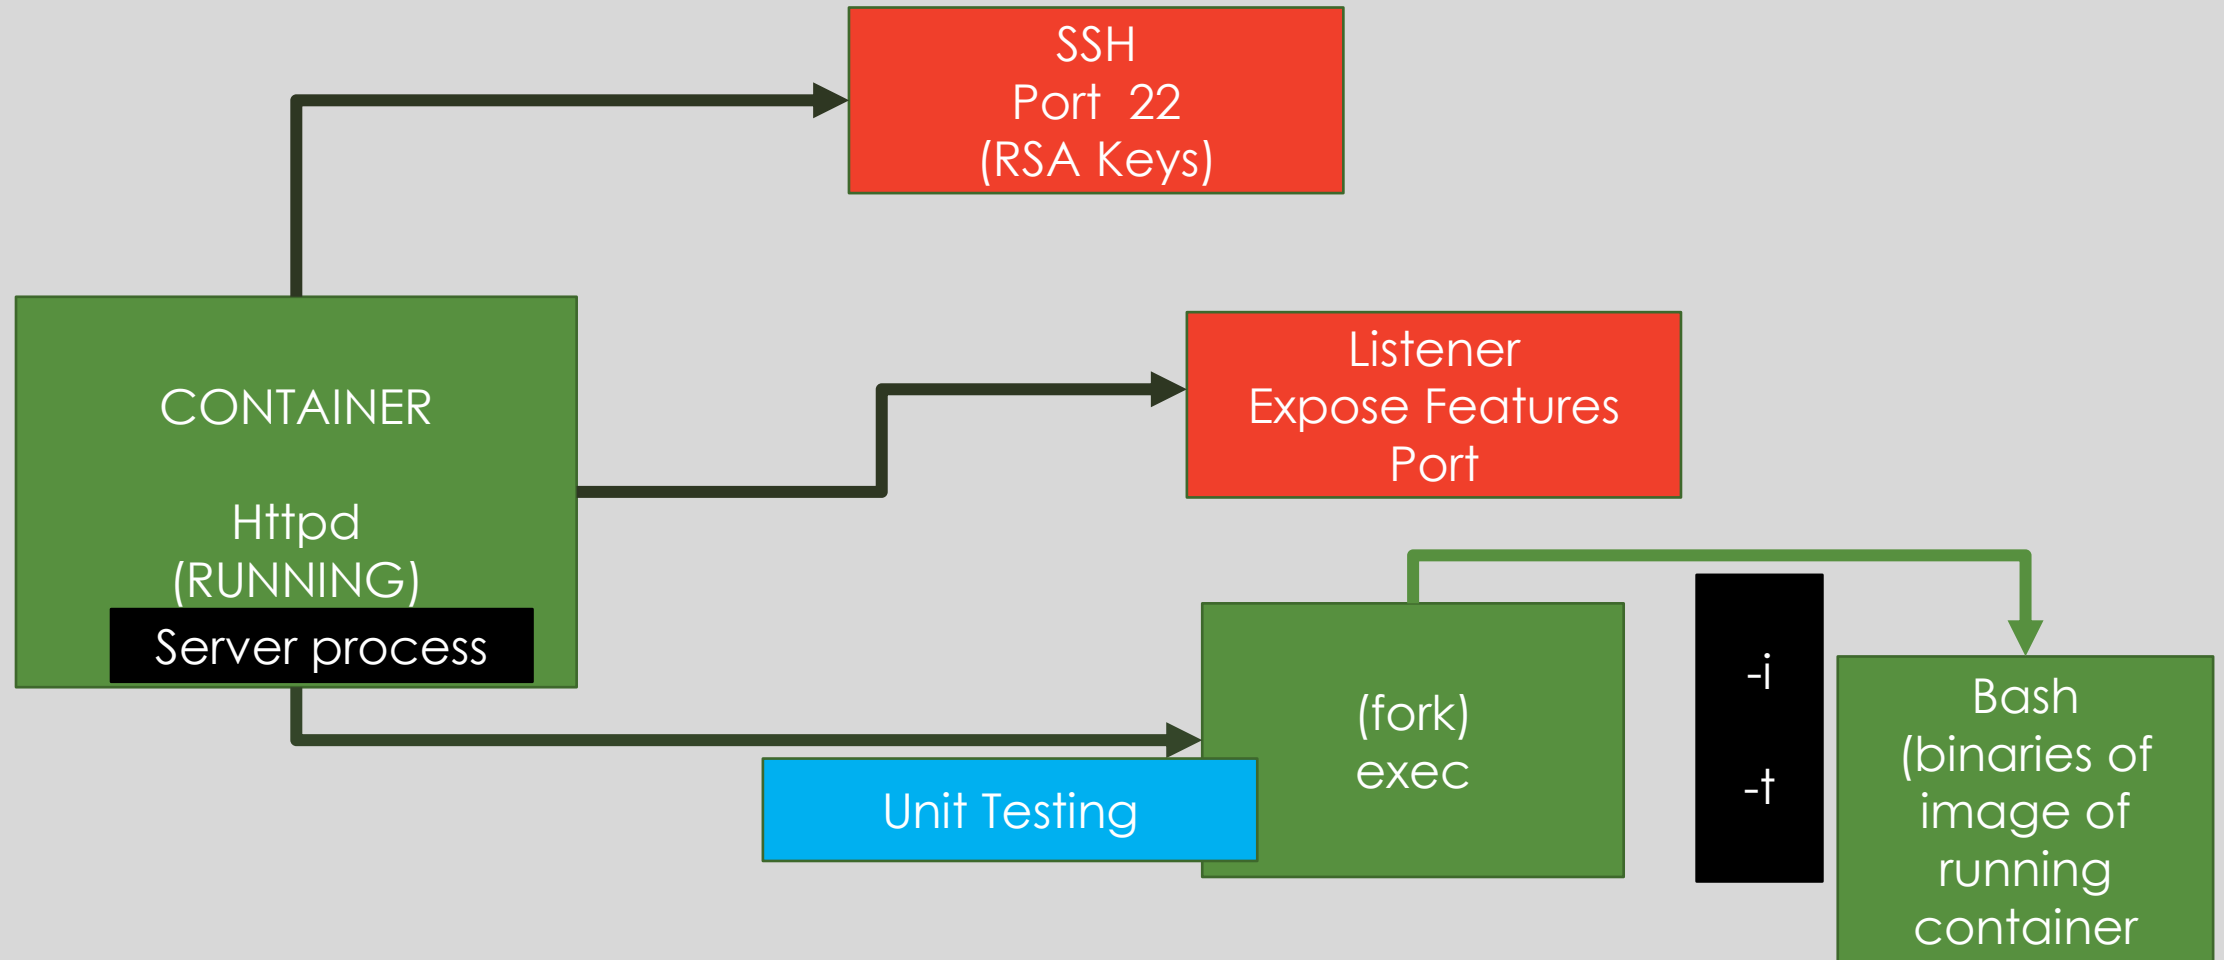 SSH
Port 22
(RSA Keys)
CONTAINER
Httpd
(RUNNING)
Server process
Listener
Expose Features
Port
(fork)
exec
Unit Testing
-i
-t
Bash
(binaries of
image of
running
container